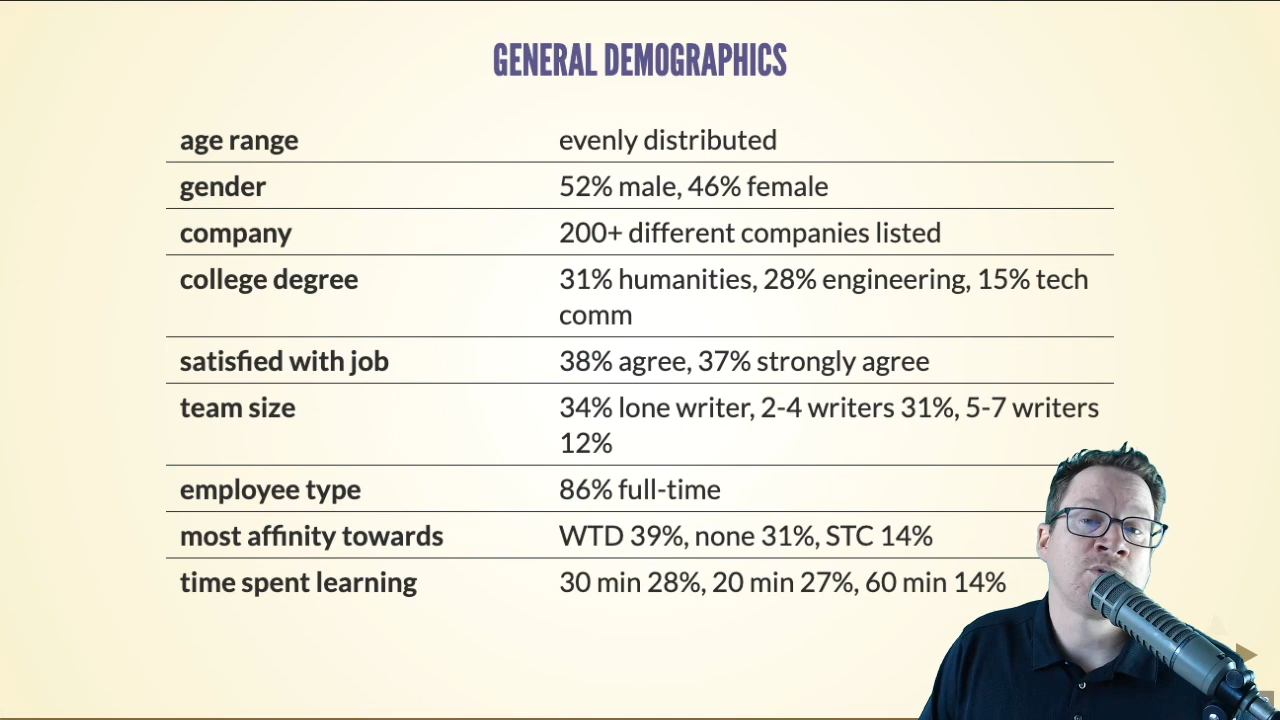 GENERAL DEMOGRAPHICS
age range evenly distributed
gender 52% male, 46% female
company 200+ different companies listed
college degree 31% humanities, 28% engineering, 15% tech
comm
satisfied with job 38% agree, 37% strongly agree
team size 34% lone writer, 2-4 writers 31%, 5-7 writers
12%
employee type 86% full-time
most affinity towards WTD 39%, none 31%, STC 14%
time spent learning 30 min 28%, 20 min 27%, 60 min 14%